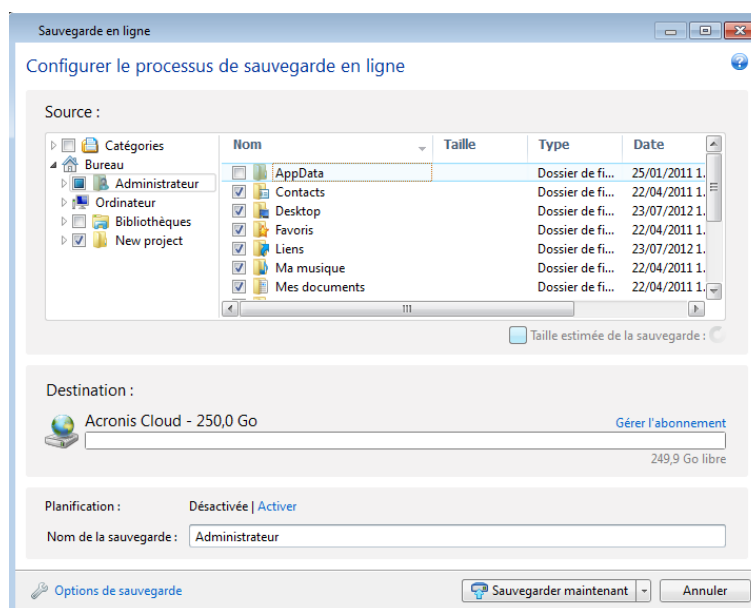 Sauvegarde en ligne
Configurer le processus de sauvegarde en ligne
Source :
Catégories
Bureau
Administrateur
Ordinateur
Bibliothèques
New project
Nom Taille Type Date
AppData Dossier de fi... 25/01/2011 1.
Contacts Dossier de fi... 22/04/2011 1.
Desktop Dossier de fi... 23/07/2012 1.
Favoris Dossier de fi... 22/04/2011 1.
Liens Dossier de fi... 23/07/2012 1.
Ma musique Dossier de fi... 22/04/2011 1.
Mes documents Dossier de fi... 22/04/2011 1.
Taille estimée de la sauvegarde :
Destination :
Acronis Cloud - 250,0 Go Gérer l'abonnement
249,9 Go libre
Planification : Désactivée | Activer
Nom de la sauvegarde : Administrateur
Options de sauvegarde Sauvegarder maintenant Annuler